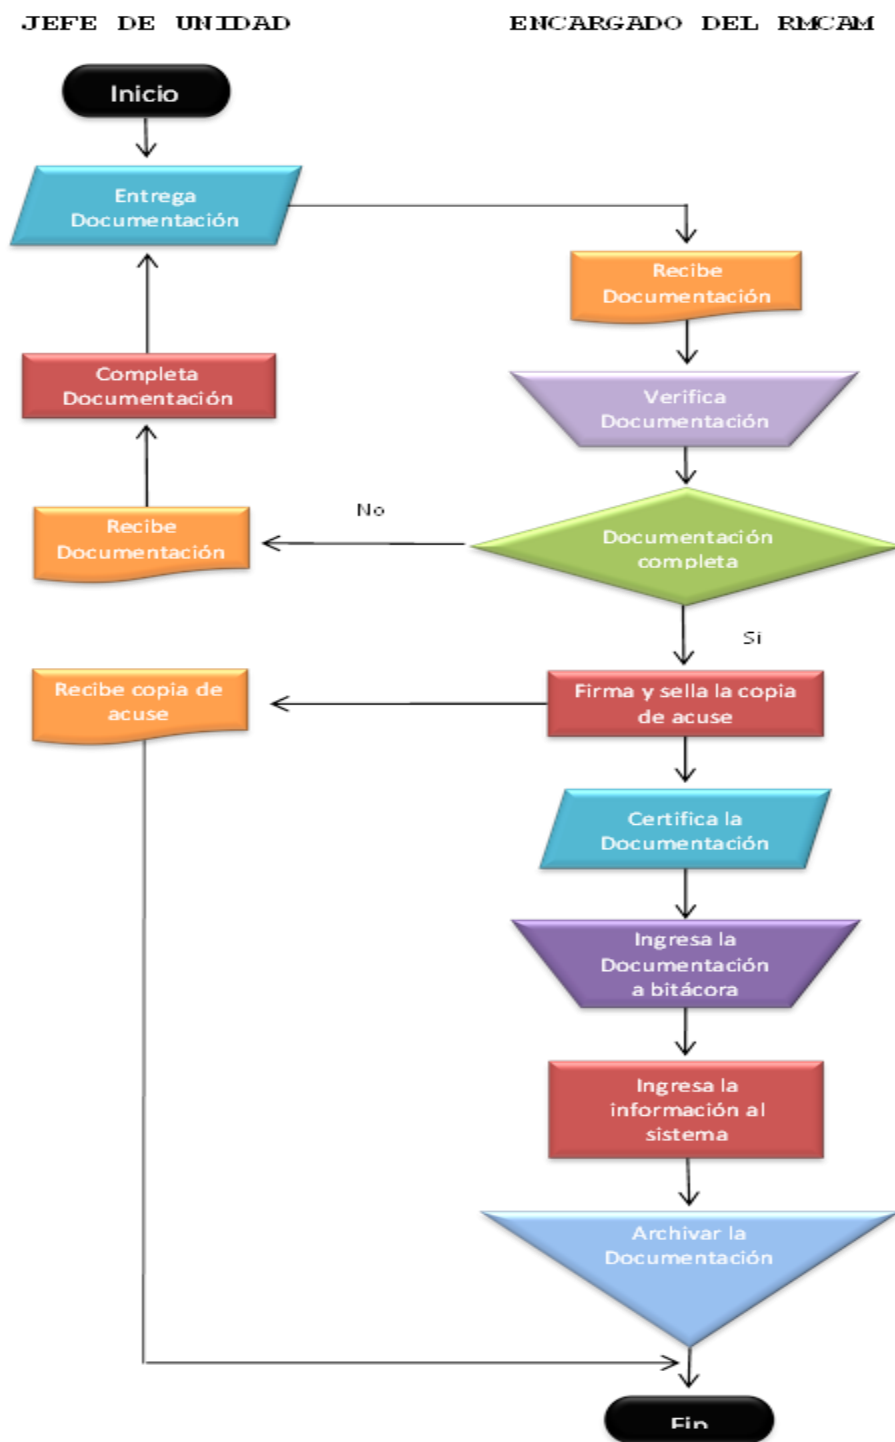 JEFE DE UNIDAD
ENCARGADO DEL RMCAM
Inicio
Entrega
Documentación
Recibe
Documentación
Completa
Documentación
Verifica
Documentación
Recibe
Documentación
No
Documentación
completa
Si
Recibe copia de
acuse
Firma y sella la copia
de acuse
Certifica la
Documentación
Ingresa la
Documentación
a bitácora
Ingresa la
información al
sistema
Archivar la
Documentación
Fin